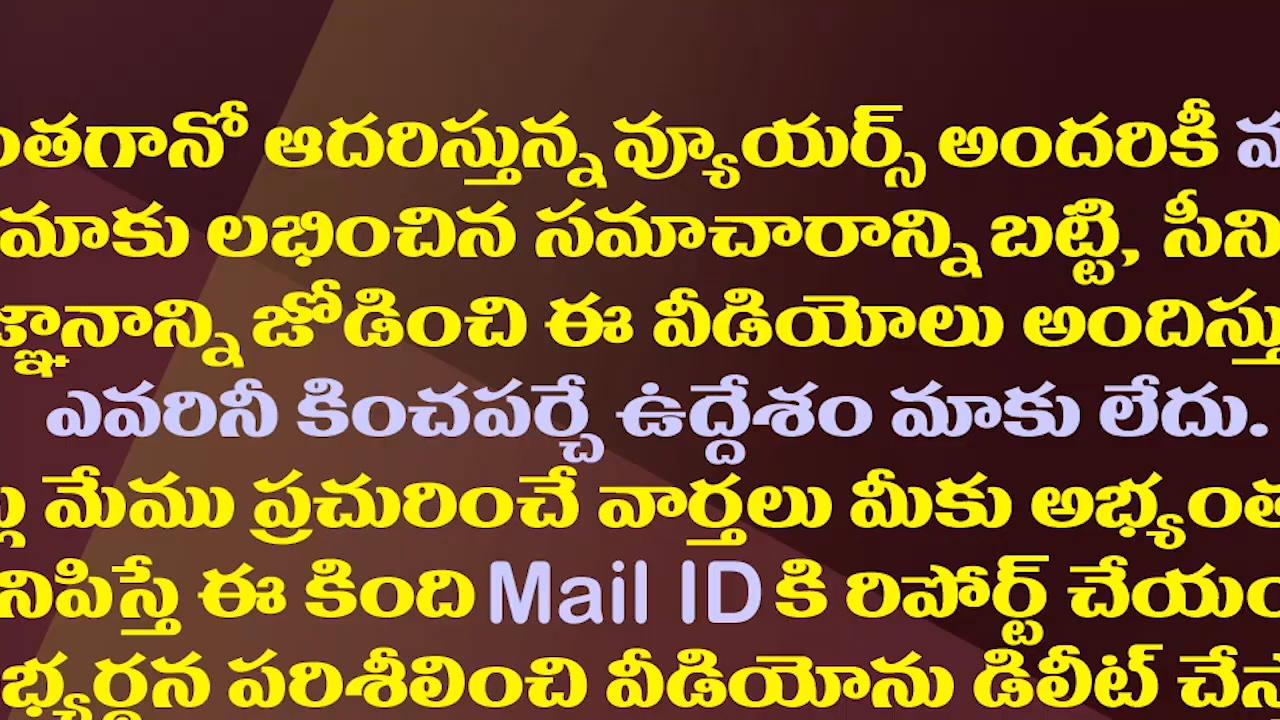 ంతగానో ఆదరిస్తున్న వ్యూయర్స్ అందరికీ
మాకు లభించిన సమాచారాన్ని బట్టి, సీని
జ్ఞానాన్ని జోడించి ఈ వీడియోలు అందిస్తు
ఎవరినీ కించపర్చే ఉద్దేశం మాకు లేదు.
మేము ప్రచురించే వార్తలు మీకు అభ్యంత
నిపిస్తే ఈ కింది Mail ID కి రిపోర్ట్ చేయం
భ్యర్థన పరిశీలించి వీడియోను డిలీట్ చేస